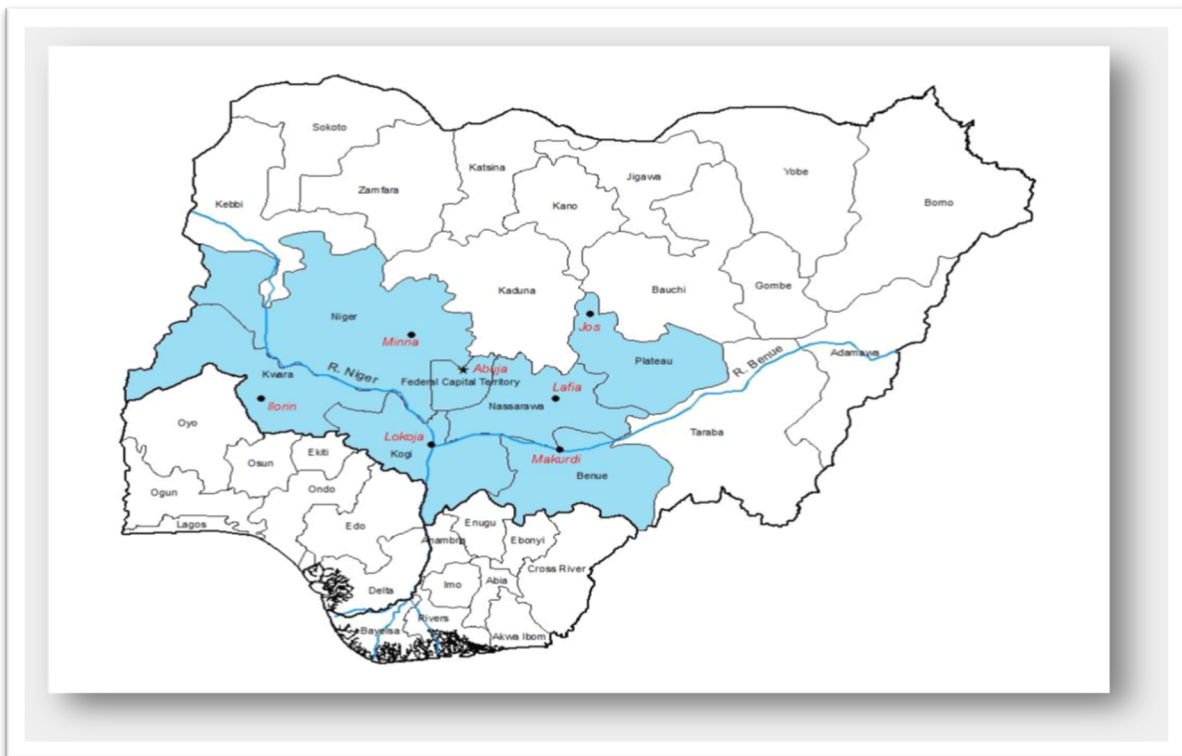 Sokoto
Katsina
Yobe
Jigawa
Zamfara
Borno
Kebbi
Kano
Gombe
Kaduna
Bauchi
Niger
Jos
Minna
Adamawa
R. Benue
Plateau
Abuja
R. Niger
Kwara
Federal Capital Territory
Lafia
Ilorin
Nassarawa
Oyo
Taraba
Lokoja
Kogi
Makurdi
Ekiti
Osun
Benue
Ondo
Ogun
Lagos
Edo
Enugu
Anambra
Ebonyi
Cross River
Abia
Imo
Delta
Rivers
Bayelsa
Akwa Ibom